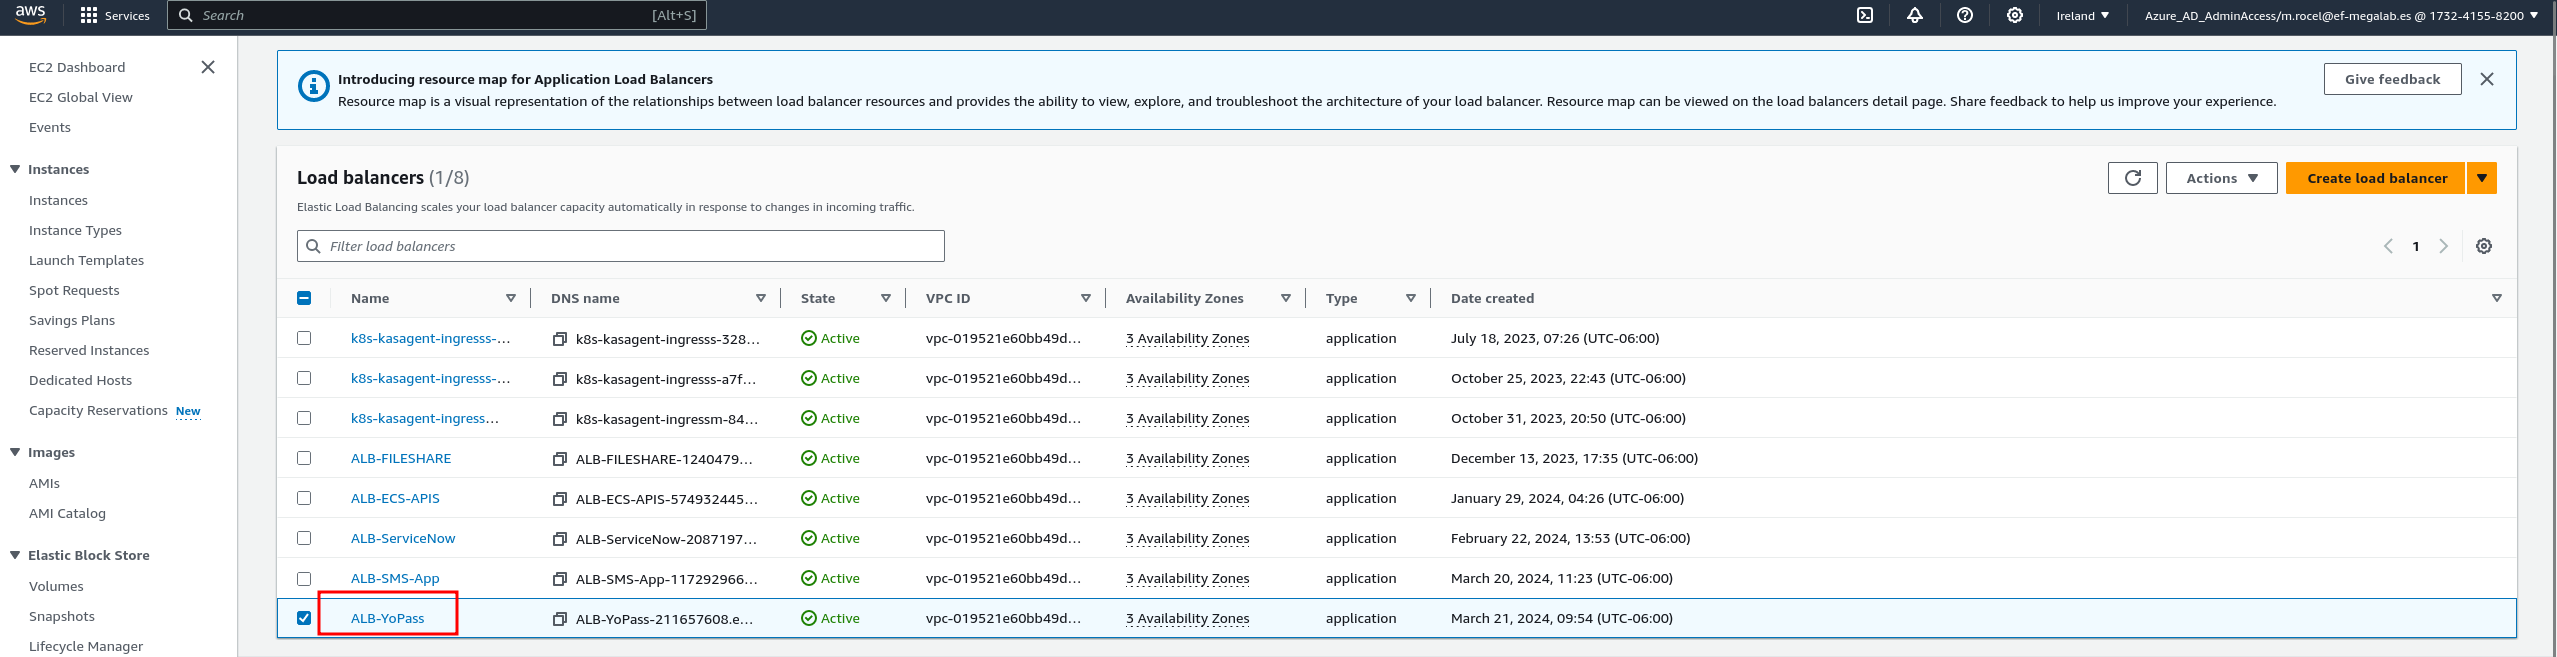 aws Services Search [Alt+S] Ireland Azure_AD_AdminAccess/m.rocel@ef-megalab.es @ 1732-4155-8200
EC2 Dashboard
EC2 Global View
Events
Instances
Instances
Instance Types
Launch Templates
Spot Requests
Savings Plans
Reserved Instances
Dedicated Hosts
Capacity Reservations New
Images
AMIs
AMI Catalog
Elastic Block Store
Volumes
Snapshots
Lifecycle Manager
Introducing resource map for Application Load Balancers
Resource map is a visual representation of the relationships between load balancer resources and provides the ability to view, explore, and troubleshoot the architecture of your load balancer. Resource map can be viewed on the load balancers detail page. Share feedback to help us improve your experience.
Give feedback
Load balancers (1/8)
Elastic Load Balancing scales your load balancer capacity automatically in response to changes in incoming traffic.
Actions Create load balancer
Filter load balancers
1
Name DNS name State VPC ID Availability Zones Type Date created
k8s-kasagent-ingresss-... k8s-kasagent-ingresss-328... Active vpc-019521e60bb49d... 3 Availability Zones application July 18, 2023, 07:26 (UTC-06:00)
k8s-kasagent-ingresss-... k8s-kasagent-ingresss-a7f... Active vpc-019521e60bb49d... 3 Availability Zones application October 25, 2023, 22:43 (UTC-06:00)
k8s-kasagent-ingress... k8s-kasagent-ingressm-84... Active vpc-019521e60bb49d... 3 Availability Zones application October 31, 2023, 20:50 (UTC-06:00)
ALB-FILESHARE ALB-FILESHARE-1240479... Active vpc-019521e60bb49d... 3 Availability Zones application December 13, 2023, 17:35 (UTC-06:00)
ALB-ECS-APIS ALB-ECS-APIS-574932445... Active vpc-019521e60bb49d... 3 Availability Zones application January 29, 2024, 04:26 (UTC-06:00)
ALB-ServiceNow ALB-ServiceNow-2087197... Active vpc-019521e60bb49d... 3 Availability Zones application February 22, 2024, 13:53 (UTC-06:00)
ALB-SMS-App ALB-SMS-App-117292966... Active vpc-019521e60bb49d... 3 Availability Zones application March 20, 2024, 11:23 (UTC-06:00)
ALB-YoPass ALB-YoPass-211657608.e... Active vpc-019521e60bb49d... 3 Availability Zones application March 21, 2024, 09:54 (UTC-06:00)